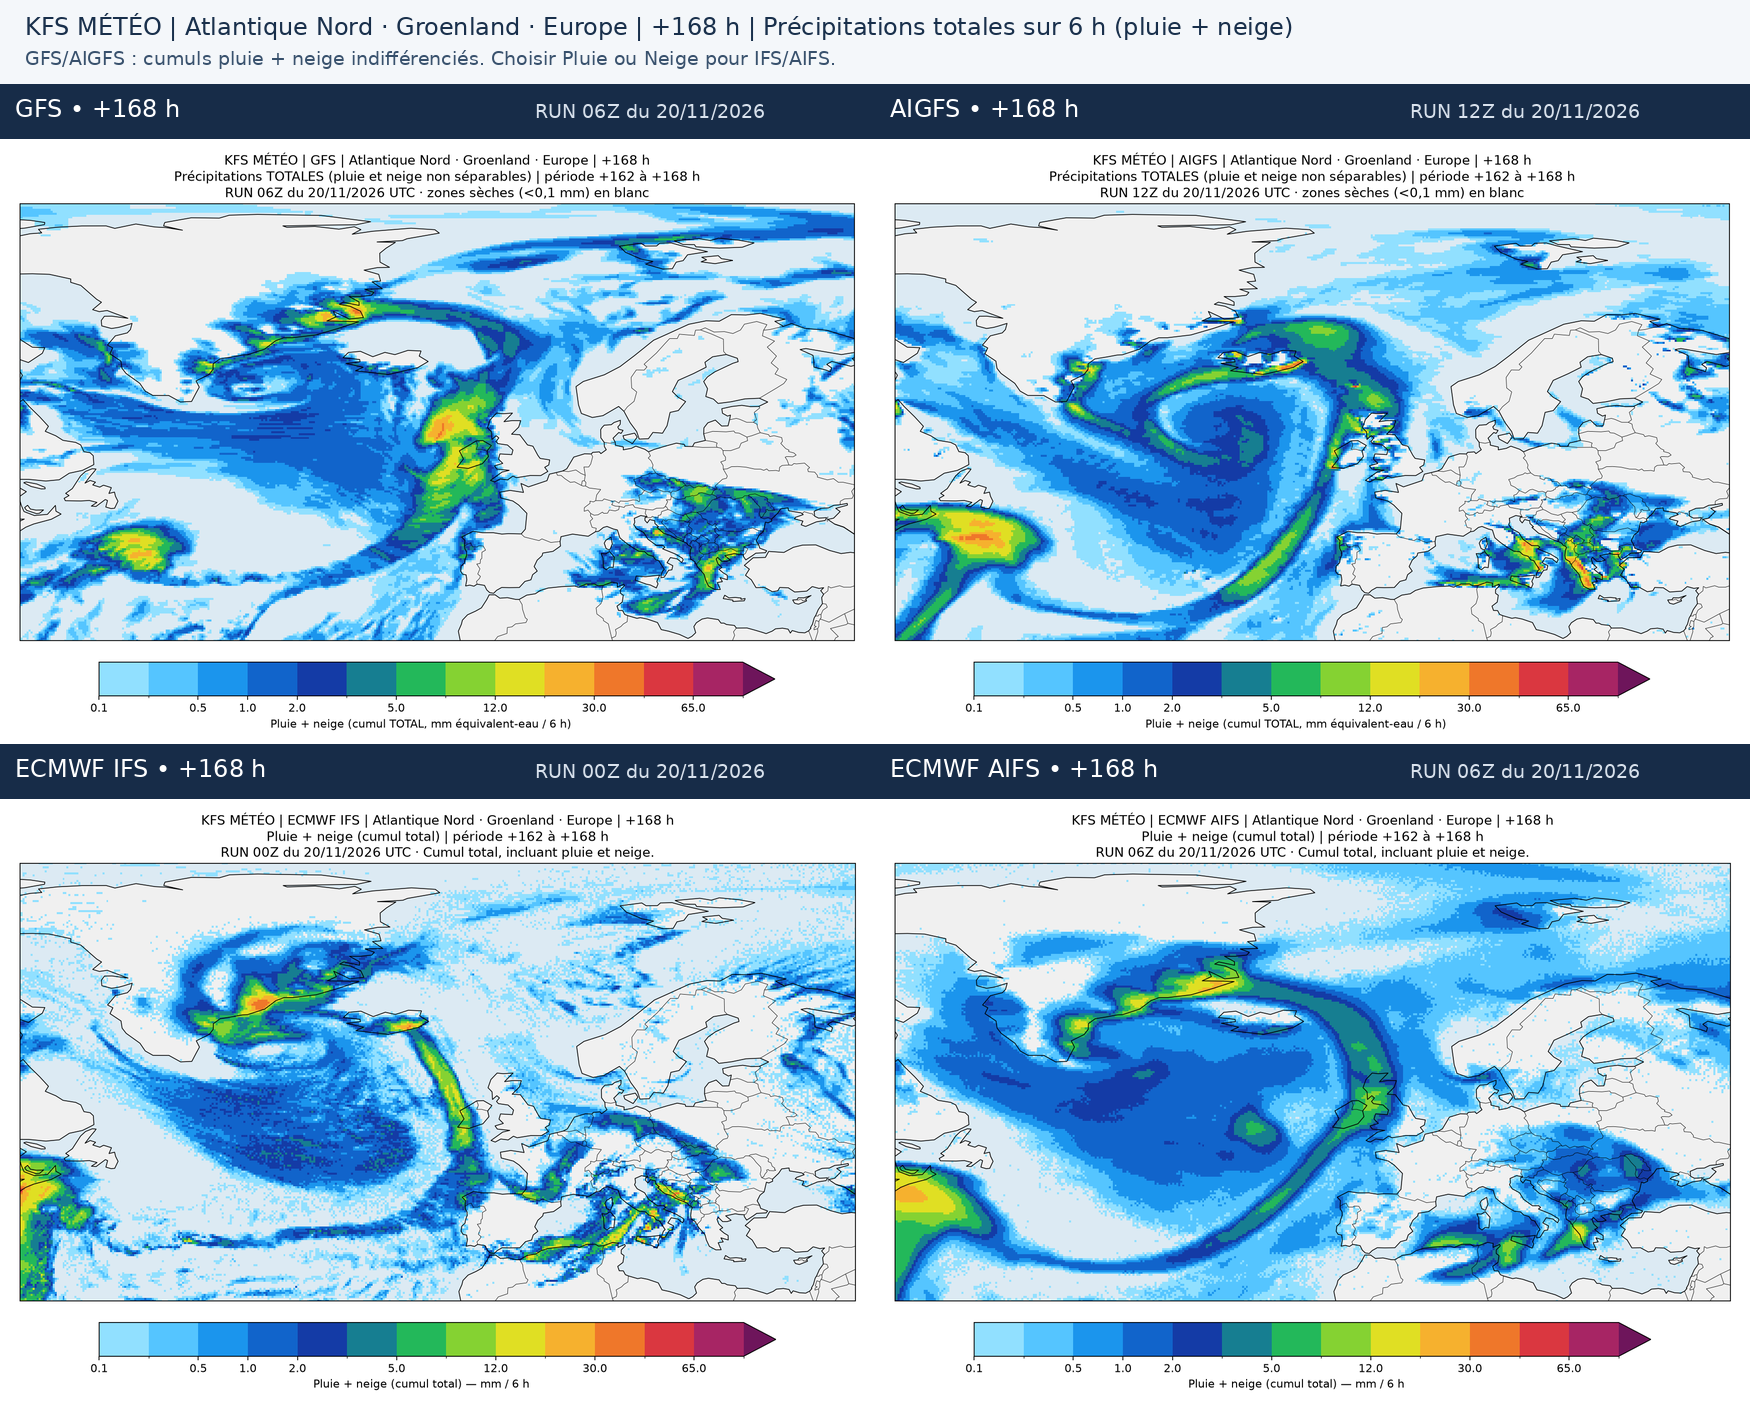 KFS MÉTÉO | Atlantique Nord · Groenland · Europe | +168 h | Précipitations totales sur 6 h (pluie + neige)
GFS/AIGFS : cumuls pluie + neige indifférenciés. Choisir Pluie ou Neige pour IFS/AIFS.
GFS • +168 h RUN 06Z du 20/11/2026
KFS MÉTÉO | GFS | Atlantique Nord · Groenland · Europe | +168 h
Précipitations TOTALES (pluie et neige non séparables) | période +162 à +168 h
RUN 06Z du 20/11/2026 UTC · zones sèches (<0,1 mm) en blanc
0.1 0.5 1.0 2.0 5.0 12.0 30.0 65.0
Pluie + neige (cumul TOTAL, mm équivalent-eau / 6 h)
AIGFS • +168 h RUN 12Z du 20/11/2026
KFS MÉTÉO | AIGFS | Atlantique Nord · Groenland · Europe | +168 h
Précipitations TOTALES (pluie et neige non séparables) | période +162 à +168 h
RUN 12Z du 20/11/2026 UTC · zones sèches (<0,1 mm) en blanc
0.1 0.5 1.0 2.0 5.0 12.0 30.0 65.0
Pluie + neige (cumul TOTAL, mm équivalent-eau / 6 h)
ECMWF IFS • +168 h RUN 00Z du 20/11/2026
KFS MÉTÉO | ECMWF IFS | Atlantique Nord · Groenland · Europe | +168 h
Pluie + neige (cumul total) | période +162 à +168 h
RUN 00Z du 20/11/2026 UTC · Cumul total, incluant pluie et neige.
0.1 0.5 1.0 2.0 5.0 12.0 30.0 65.0
Pluie + neige (cumul total) — mm / 6 h
ECMWF AIFS • +168 h RUN 06Z du 20/11/2026
KFS MÉTÉO | ECMWF AIFS | Atlantique Nord · Groenland · Europe | +168 h
Pluie + neige (cumul total) | période +162 à +168 h
RUN 06Z du 20/11/2026 UTC · Cumul total, incluant pluie et neige.
0.1 0.5 1.0 2.0 5.0 12.0 30.0 65.0
Pluie + neige (cumul total) — mm / 6 h